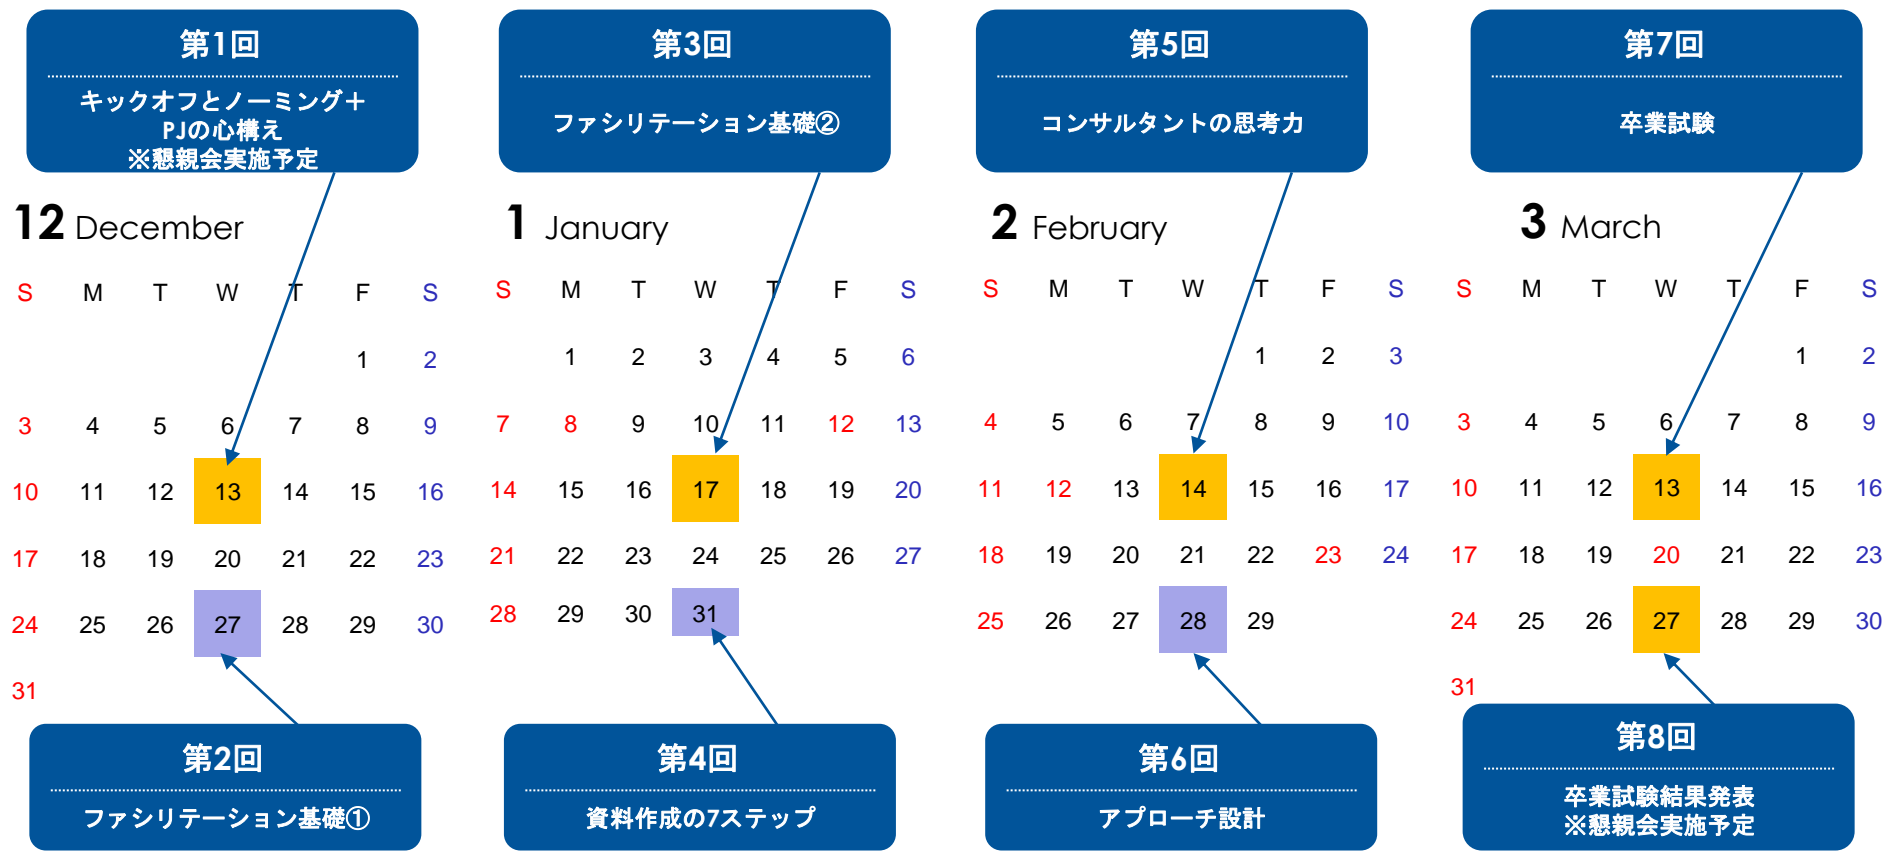 第1回
キックオフとノーミング＋
PJの心構え
※懇親会実施予定
第3回
ファシリテーション基礎②
第5回
コンサルタントの思考力
第7回
卒業試験
12 December
S M T W T F S
1 2
3 4 5 6 7 8 9
10 11 12 13 14 15 16
17 18 19 20 21 22 23
24 25 26 27 28 29 30
31
1 January
S M T W T F S
1 2 3 4 5 6
7 8 9 10 11 12 13
14 15 16 17 18 19 20
21 22 23 24 25 26 27
28 29 30 31
2 February
S M T W T F S
1 2 3
4 5 6 7 8 9 10
11 12 13 14 15 16 17
18 19 20 21 22 23 24
25 26 27 28 29
3 March
S M T W T F S
1 2
3 4 5 6 7 8 9
10 11 12 13 14 15 16
17 18 19 20 21 22 23
24 25 26 27 28 29 30
31
第2回
ファシリテーション基礎①
第4回
資料作成の7ステップ
第6回
アプローチ設計
第8回
卒業試験結果発表
※懇親会実施予定